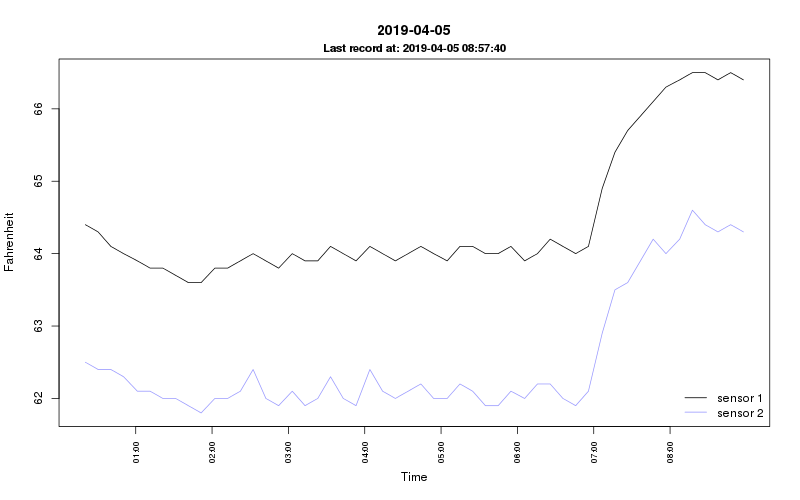 2019-04-05
Last record at: 2019-04-05 08:57:40
Fahrenheit
66
65
64
63
62
sensor 1
sensor 2
01:00 02:00 03:00 04:00 05:00 06:00 07:00 08:00
Time